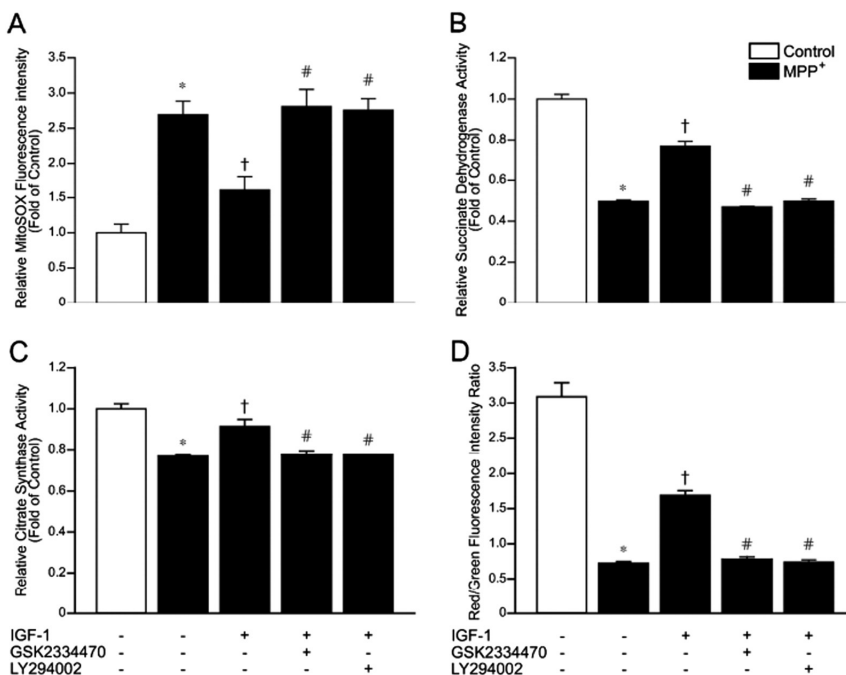 A
Relative MitoSOX Fluorescence intensity
(Fold of Control)
3.5
3.0
2.5
2.0
1.5
1.0
0.5
0
*
†
#
#
B
Control
MPP+
Relative Succinate Dehydrogenase Activity
(Fold of Control)
1.2
1.0
0.8
0.6
0.4
0.2
0
*
†
#
#
C
Relative Citrate Synthase Activity
(Fold of Control)
1.2
1.0
0.8
0.6
0.4
0.2
0
*
†
#
#
D
Red/Green Fluorescence Intensity Ratio
3.5
3.0
2.5
2.0
1.5
1.0
0.5
0
*
†
#
#
IGF-1 - - + + + - - + + +
GSK2334470 - - - + - - - - + -
LY294002 - - - - + - - - - +